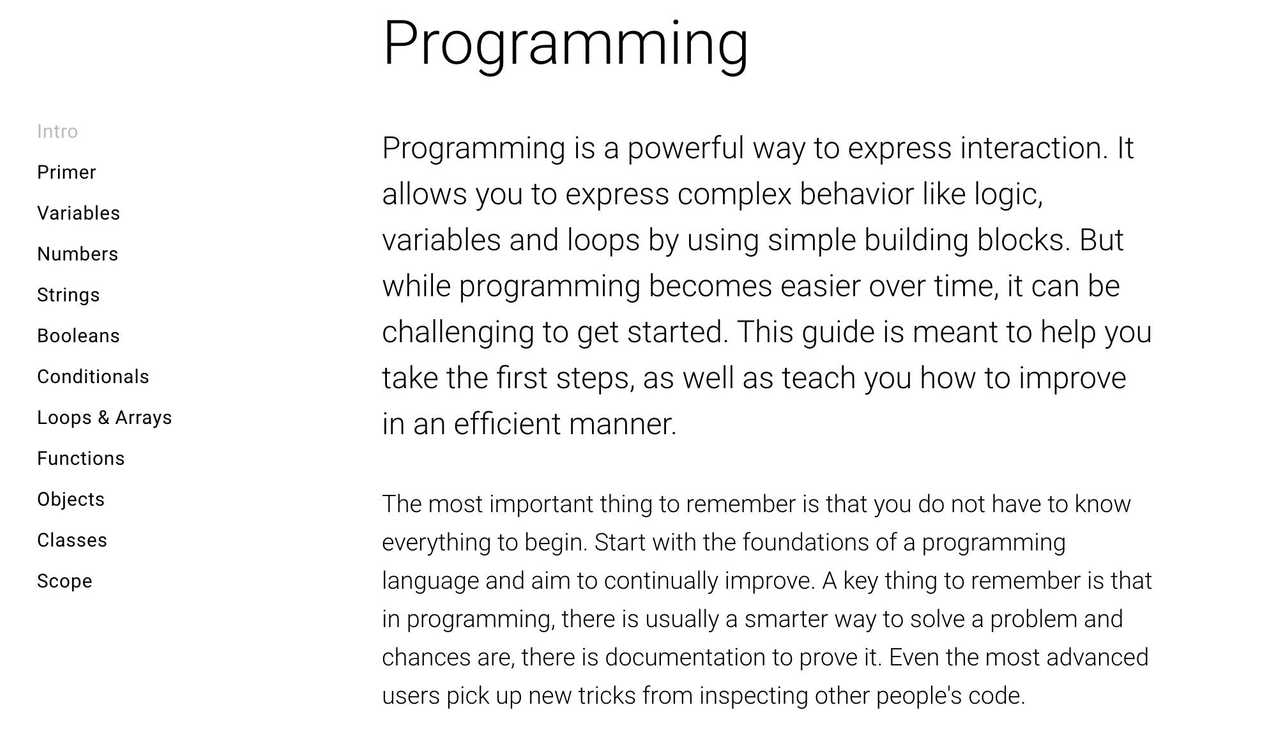 Programming
Intro
Primer
Variables
Numbers
Strings
Booleans
Conditionals
Loops & Arrays
Functions
Objects
Classes
Scope
Programming is a powerful way to express interaction. It
allows you to express complex behavior like logic,
variables and loops by using simple building blocks. But
while programming becomes easier over time, it can be
challenging to get started. This guide is meant to help you
take the first steps, as well as teach you how to improve
in an efficient manner.
The most important thing to remember is that you do not have to know
everything to begin. Start with the foundations of a programming
language and aim to continually improve. A key thing to remember is that
in programming, there is usually a smarter way to solve a problem and
chances are, there is documentation to prove it. Even the most advanced
users pick up new tricks from inspecting other people's code.